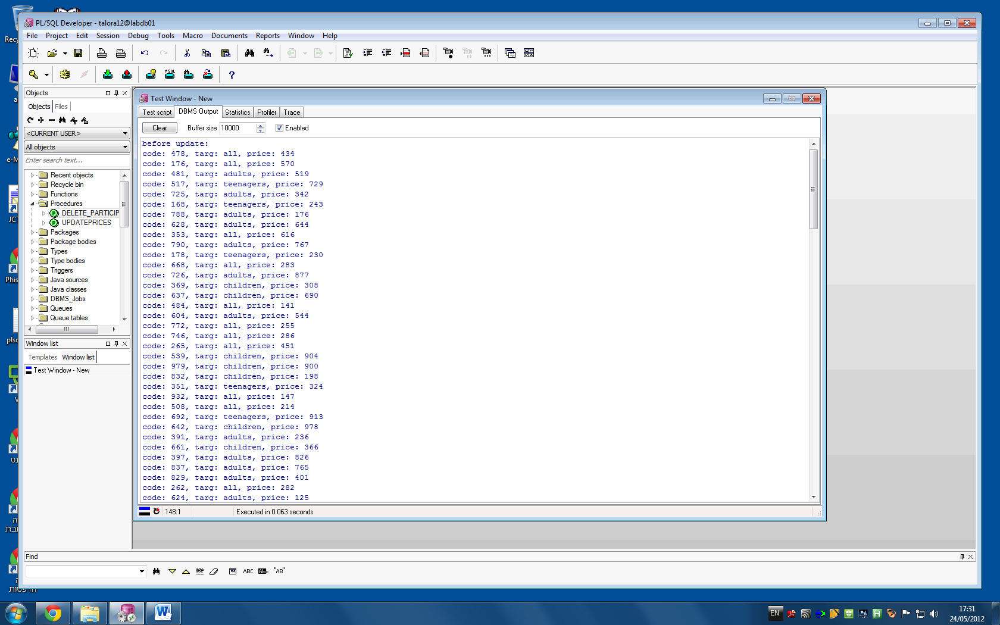 PL/SQL Developer - talora12@labdb01
File Project Edit Session Debug Tools Macro Documents Reports Window Help
Objects
Objects Files
<CURRENT USER>
All objects
Enter search text...
Recent objects
Recycle bin
Functions
Procedures
DELETE_PARTICIP
UPDATEPRICES
Packages
Package bodies
Types
Type bodies
Triggers
Java sources
Java classes
DBMS_Jobs
Queues
Queue tables
Window list
Templates Window list
Test Window - New
Test Window - New
Test script DBMS Output Statistics Profiler Trace
Clear Buffer size 10000 Enabled
before update:
code: 478, targ: all, price: 434
code: 176, targ: all, price: 570
code: 481, targ: adults, price: 519
code: 517, targ: teenagers, price: 729
code: 725, targ: adults, price: 342
code: 168, targ: teenagers, price: 243
code: 788, targ: adults, price: 176
code: 628, targ: adults, price: 644
code: 353, targ: all, price: 616
code: 790, targ: adults, price: 767
code: 178, targ: teenagers, price: 230
code: 668, targ: all, price: 283
code: 726, targ: adults, price: 877
code: 369, targ: children, price: 308
code: 637, targ: children, price: 690
code: 484, targ: all, price: 141
code: 604, targ: adults, price: 544
code: 772, targ: all, price: 255
code: 746, targ: all, price: 286
code: 265, targ: all, price: 451
code: 539, targ: children, price: 904
code: 979, targ: children, price: 900
code: 832, targ: children, price: 198
code: 351, targ: teenagers, price: 324
code: 932, targ: all, price: 147
code: 508, targ: all, price: 214
code: 692, targ: teenagers, price: 913
code: 642, targ: children, price: 978
code: 391, targ: adults, price: 236
code: 661, targ: children, price: 366
code: 397, targ: adults, price: 826
code: 837, targ: adults, price: 765
code: 829, targ: adults, price: 401
code: 262, targ: all, price: 282
code: 624, targ: adults, price: 125
148:1 Executed in 0.063 seconds
Find
ABC "AB"
EN
17:31
24/05/2012